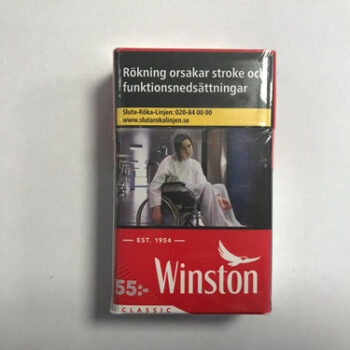 Rökning orsakar stroke och
funktionsnedsättningar
Sluta-Röka-Linjen: 020-84 00 00
www.slutarokalinjen.se
EST. 1954
Winston
55:-
CLASSIC